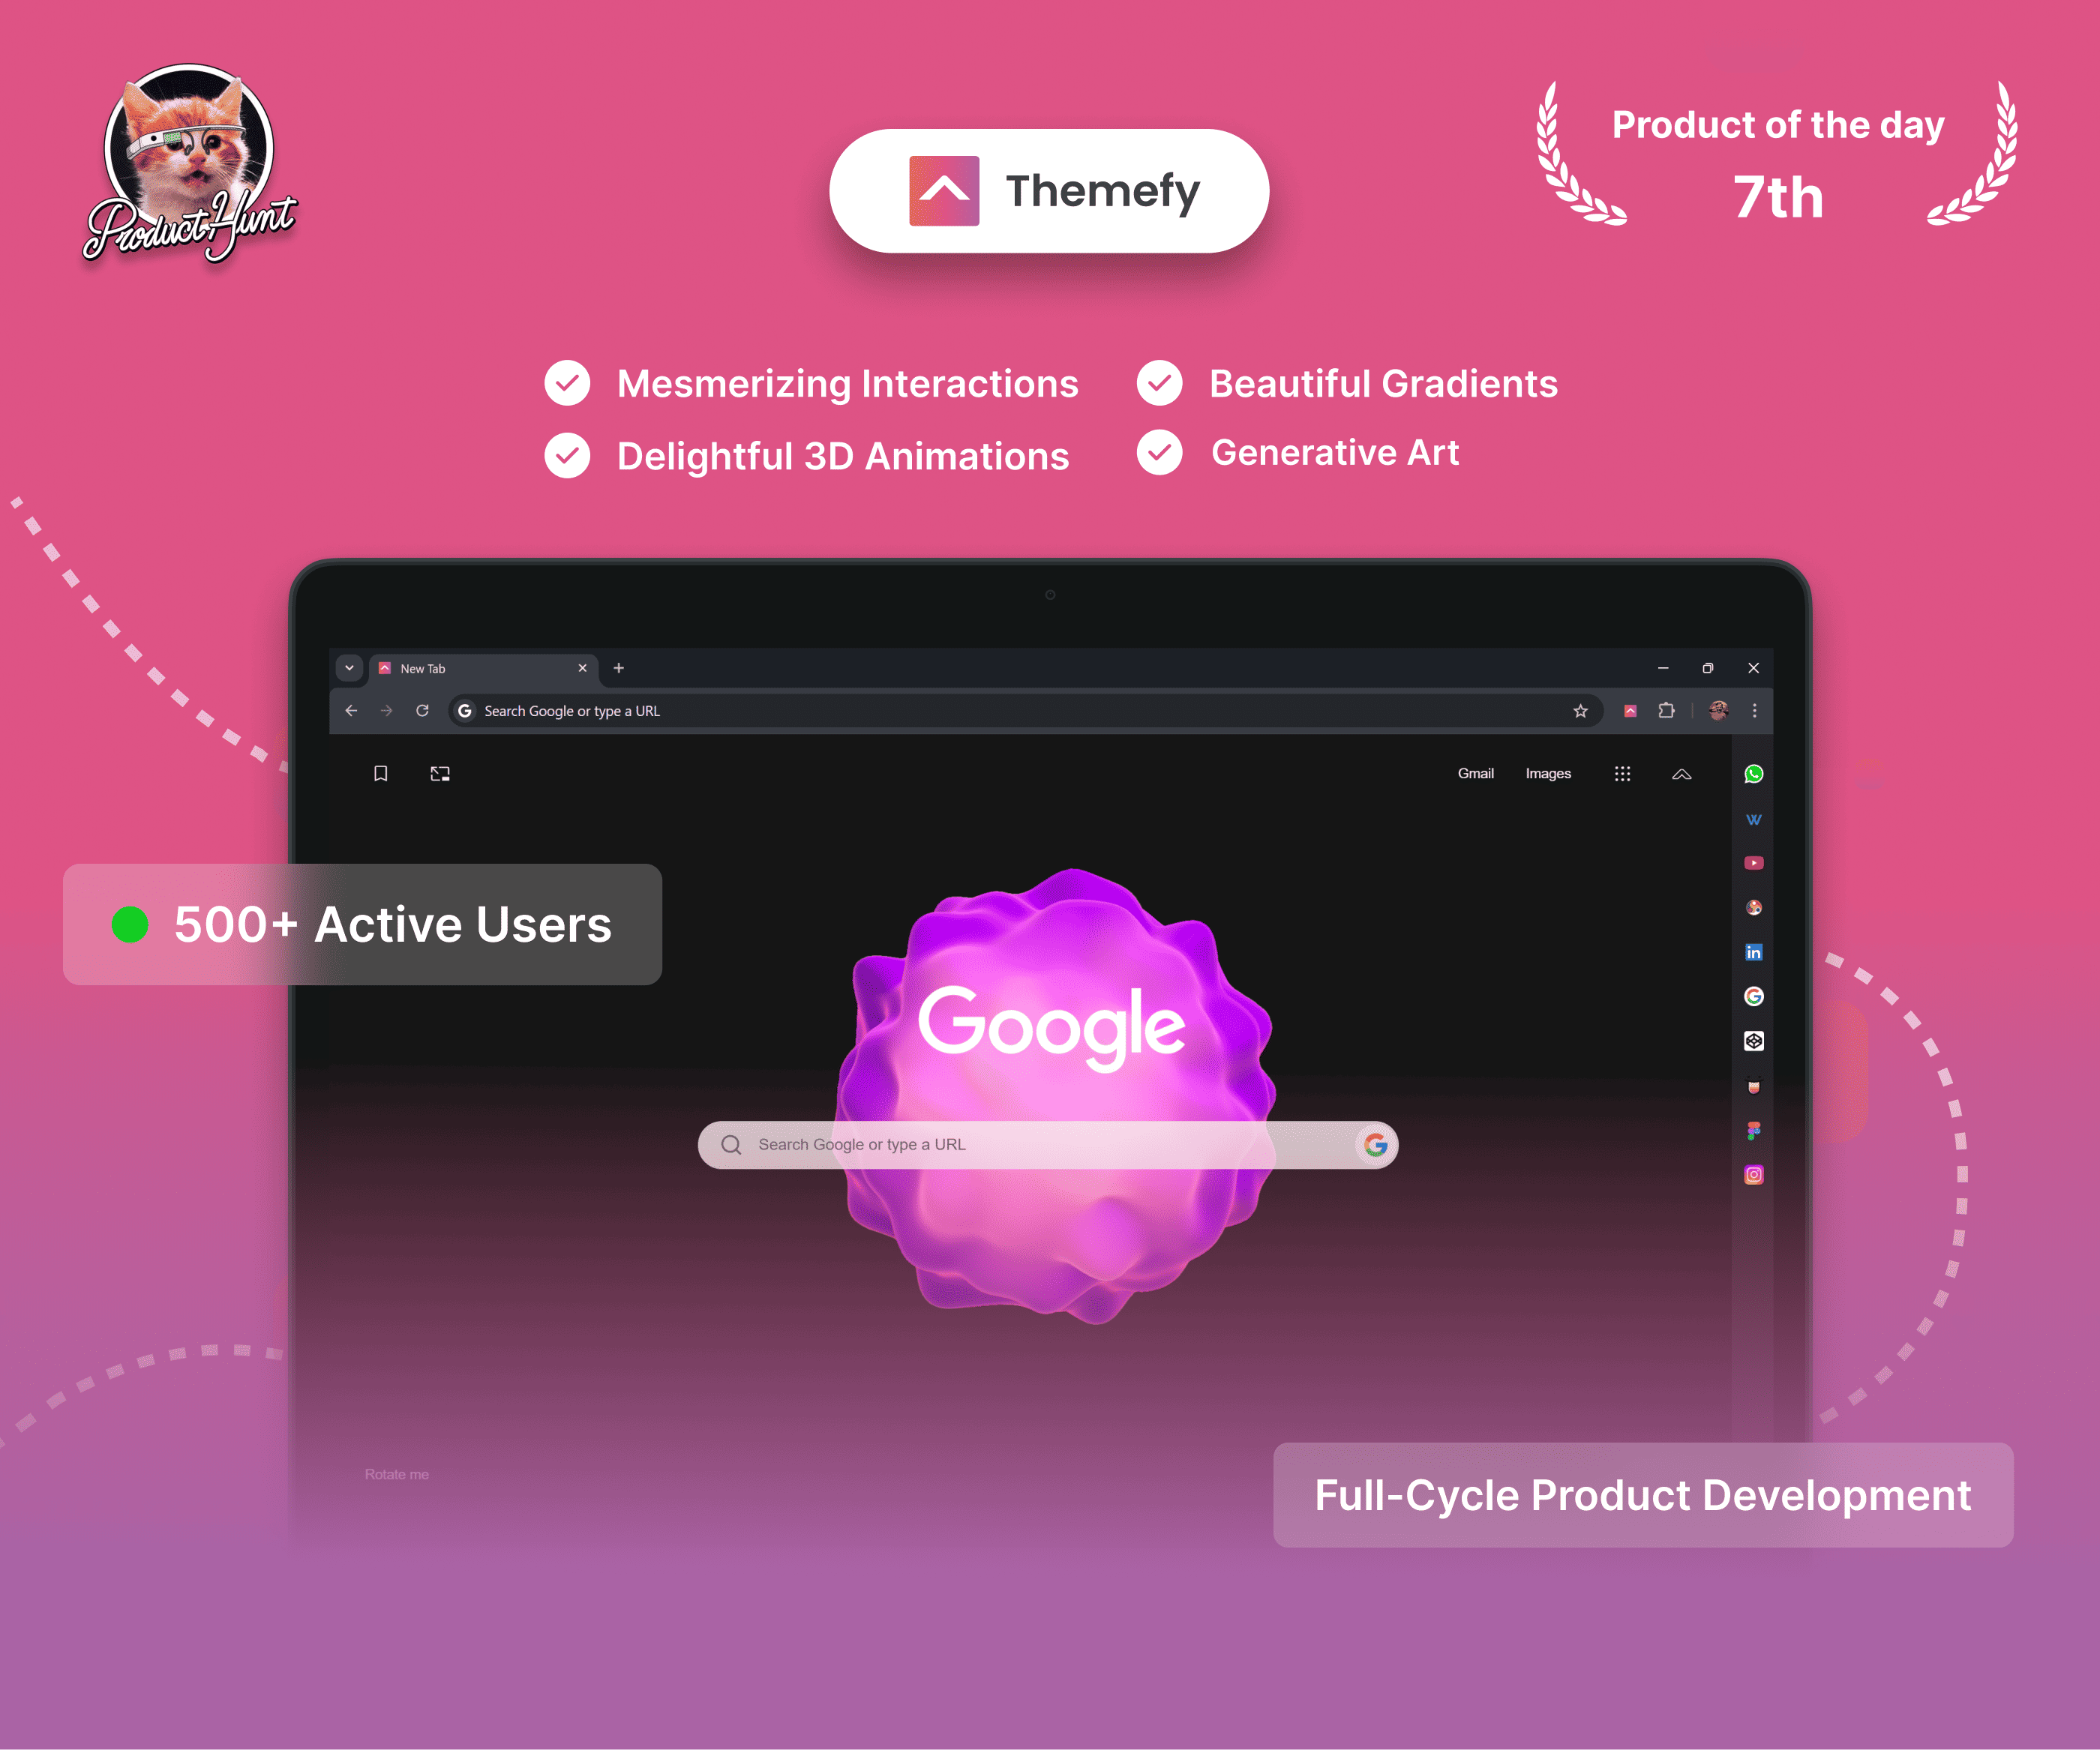 Product Hunt
Themefy
Product of the day
7th
Mesmerizing Interactions
Beautiful Gradients
Delightful 3D Animations
Generative Art
New Tab
Search Google or type a URL
Gmail
Images
500+ Active Users
Google
Search Google or type a URL
Rotate me
Full-Cycle Product Development